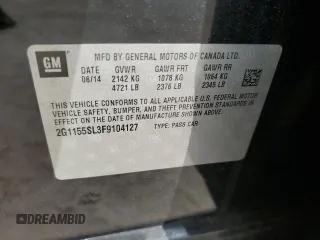 MFD BY GENERAL MOTORS OF CANADA LTD.
GM DATE GVWR GAWR FRT GAWR RR
06/14 2142 KG 1078 KG 1064 KG
4721 LB 2376 LB 2345 LB
THIS VEHICLE CONFORMS TO ALL APPLICABLE U.S. FEDERAL
MOTOR VEHICLE SAFETY, BUMPER, AND THEFT PREVENTION STANDARDS
IN EFFECT ON THE DATE OF MANUFACTURE SHOWN ABOVE.
2G1155SL3F9104127 TYPE: PASS CAR
DREAMBID